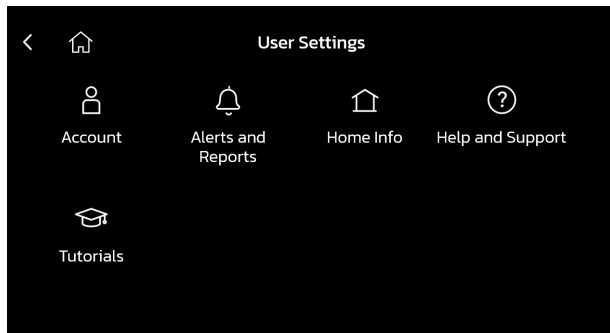 User Settings
Account
Alerts and
Reports
Home Info
Help and Support
Tutorials